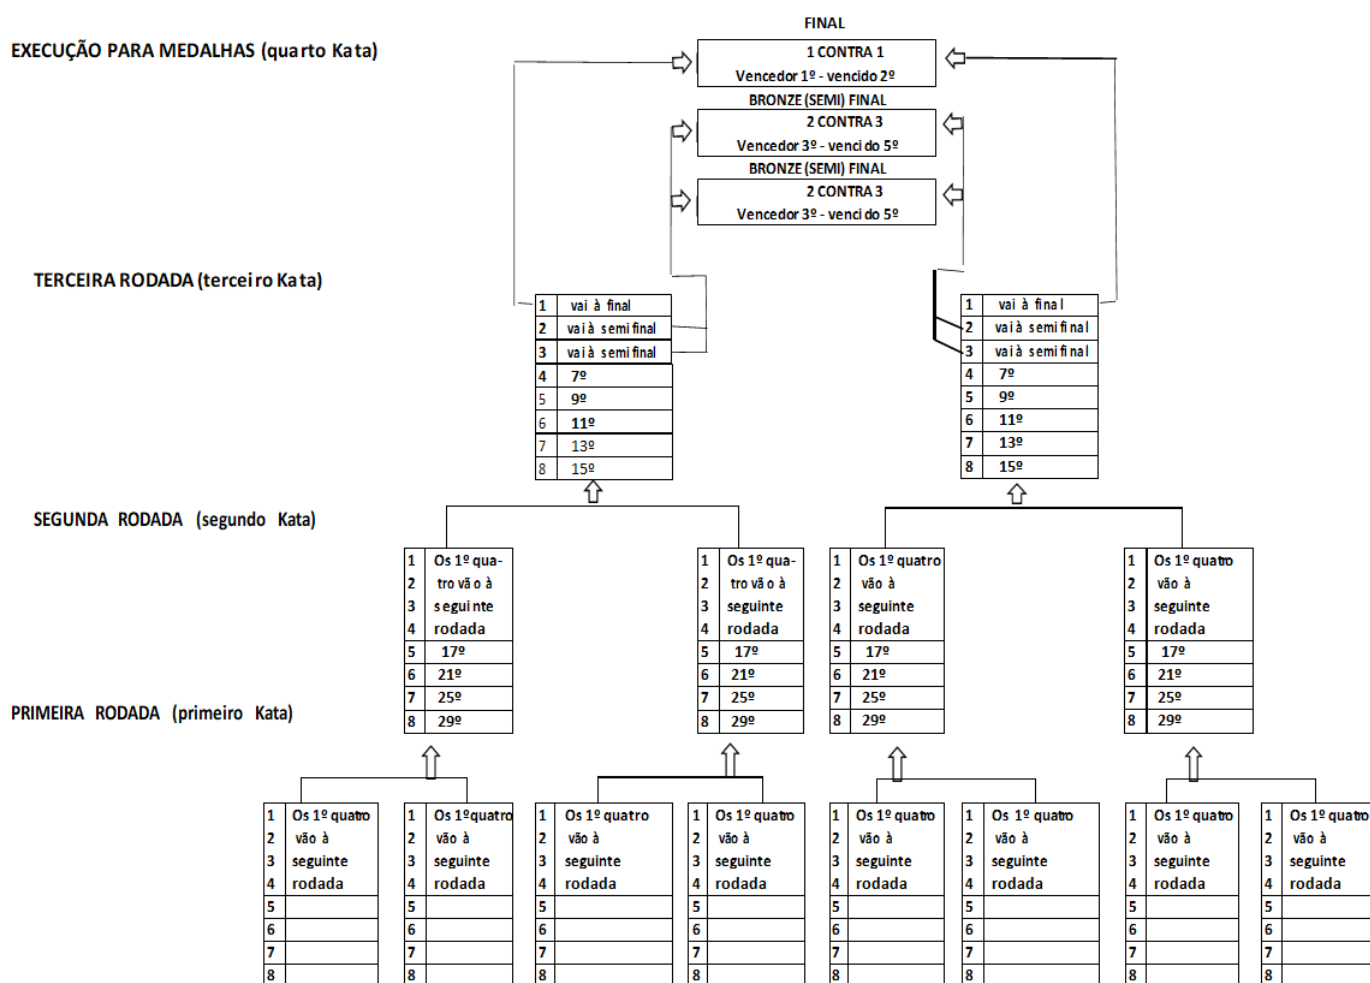 FINAL
EXECUÇÃO PARA MEDALHAS (quarto Kata)
1 CONTRA 1
Vencedor 1º - vencido 2º
BRONZE (SEMI) FINAL
2 CONTRA 3
Vencedor 3º - vencido 5º
BRONZE (SEMI) FINAL
2 CONTRA 3
Vencedor 3º - vencido 5º
TERCEIRA RODADA (terceiro Kata)
1 vai à final
2 vai à semifinal
3 vai à semifinal
4 7º
5 9º
6 11º
7 13º
8 15º
1 vai à final
2 vai à semifinal
3 vai à semifinal
4 7º
5 9º
6 11º
7 13º
8 15º
SEGUNDA RODADA (segundo Kata)
1 Os 1º qua-
2 tro vão à
3 seguinte
4 rodada
5 17º
6 21º
7 25º
8 29º
1 Os 1º qua-
2 tro vão à
3 seguinte
4 rodada
5 17º
6 21º
7 25º
8 29º
1 Os 1º quatro
2 vão à
3 seguinte
4 rodada
5 17º
6 21º
7 25º
8 29º
1 Os 1º quatro
2 vão à
3 seguinte
4 rodada
5 17º
6 21º
7 25º
8 29º
PRIMEIRA RODADA (primeiro Kata)
1 Os 1º quatro
2 vão à
3 seguinte
4 rodada
5
6
7
8
1 Os 1º quatro
2 vão à
3 seguinte
4 rodada
5
6
7
8
1 Os 1º quatro
2 vão à
3 seguinte
4 rodada
5
6
7
8
1 Os 1º quatro
2 vão à
3 seguinte
4 rodada
5
6
7
8
1 Os 1º quatro
2 vão à
3 seguinte
4 rodada
5
6
7
8
1 Os 1º quatro
2 vão à
3 seguinte
4 rodada
5
6
7
8
1 Os 1º quatro
2 vão à
3 seguinte
4 rodada
5
6
7
8
1 Os 1º quatro
2 vão à
3 seguinte
4 rodada
5
6
7
8